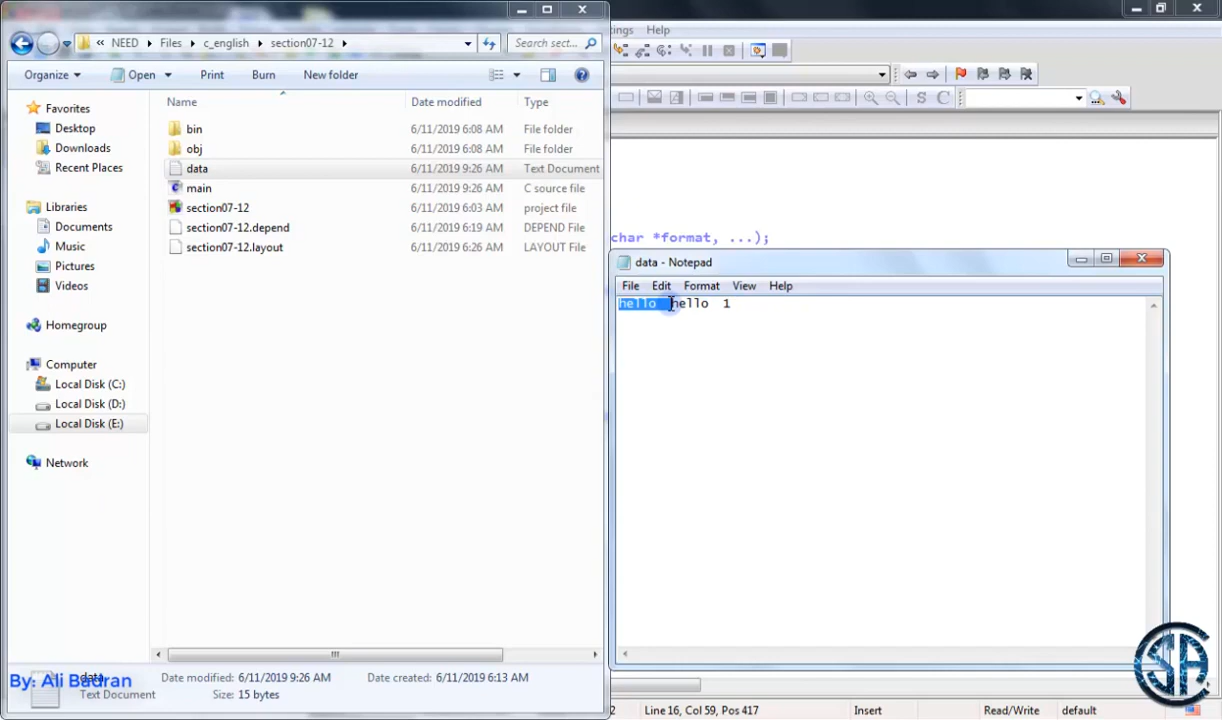 NEED Files c_english section07-12
Search sect...
Organize Open Print Burn New folder
Name Date modified Type
Favorites
Desktop
Downloads
Recent Places
Libraries
Documents
Music
Pictures
Videos
Homegroup
Computer
Local Disk (C:)
Local Disk (D:)
Local Disk (E:)
Network
bin 6/11/2019 6:08 AM File folder
obj 6/11/2019 6:08 AM File folder
data 6/11/2019 9:26 AM Text Document
main 6/11/2019 9:26 AM C source file
section07-12 6/11/2019 6:03 AM project file
section07-12.depend 6/11/2019 6:19 AM DEPEND File
section07-12.layout 6/11/2019 6:26 AM LAYOUT File
data Date modified: 6/11/2019 9:26 AM Date created: 6/11/2019 6:13 AM
Text Document Size: 15 bytes
By: Ali Badran
tings Help
S C
char *format, ...);
data - Notepad
File Edit Format View Help
hello hello 1
2 Line 16, Col 59, Pos 417 Insert Read/Write default